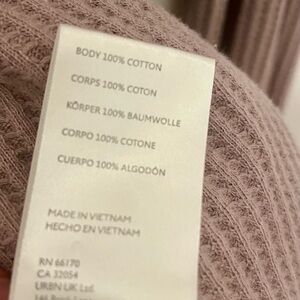 BODY 100% COTTON
CORPS 100% COTON
KÖRPER 100% BAUMWOLLE
CORPO 100% COTONE
CUERPO 100% ALGODÓN
MADE IN VIETNAM
HECHO EN VIETNAM
RN 66170
CA 32054
URBN UK Ltd.